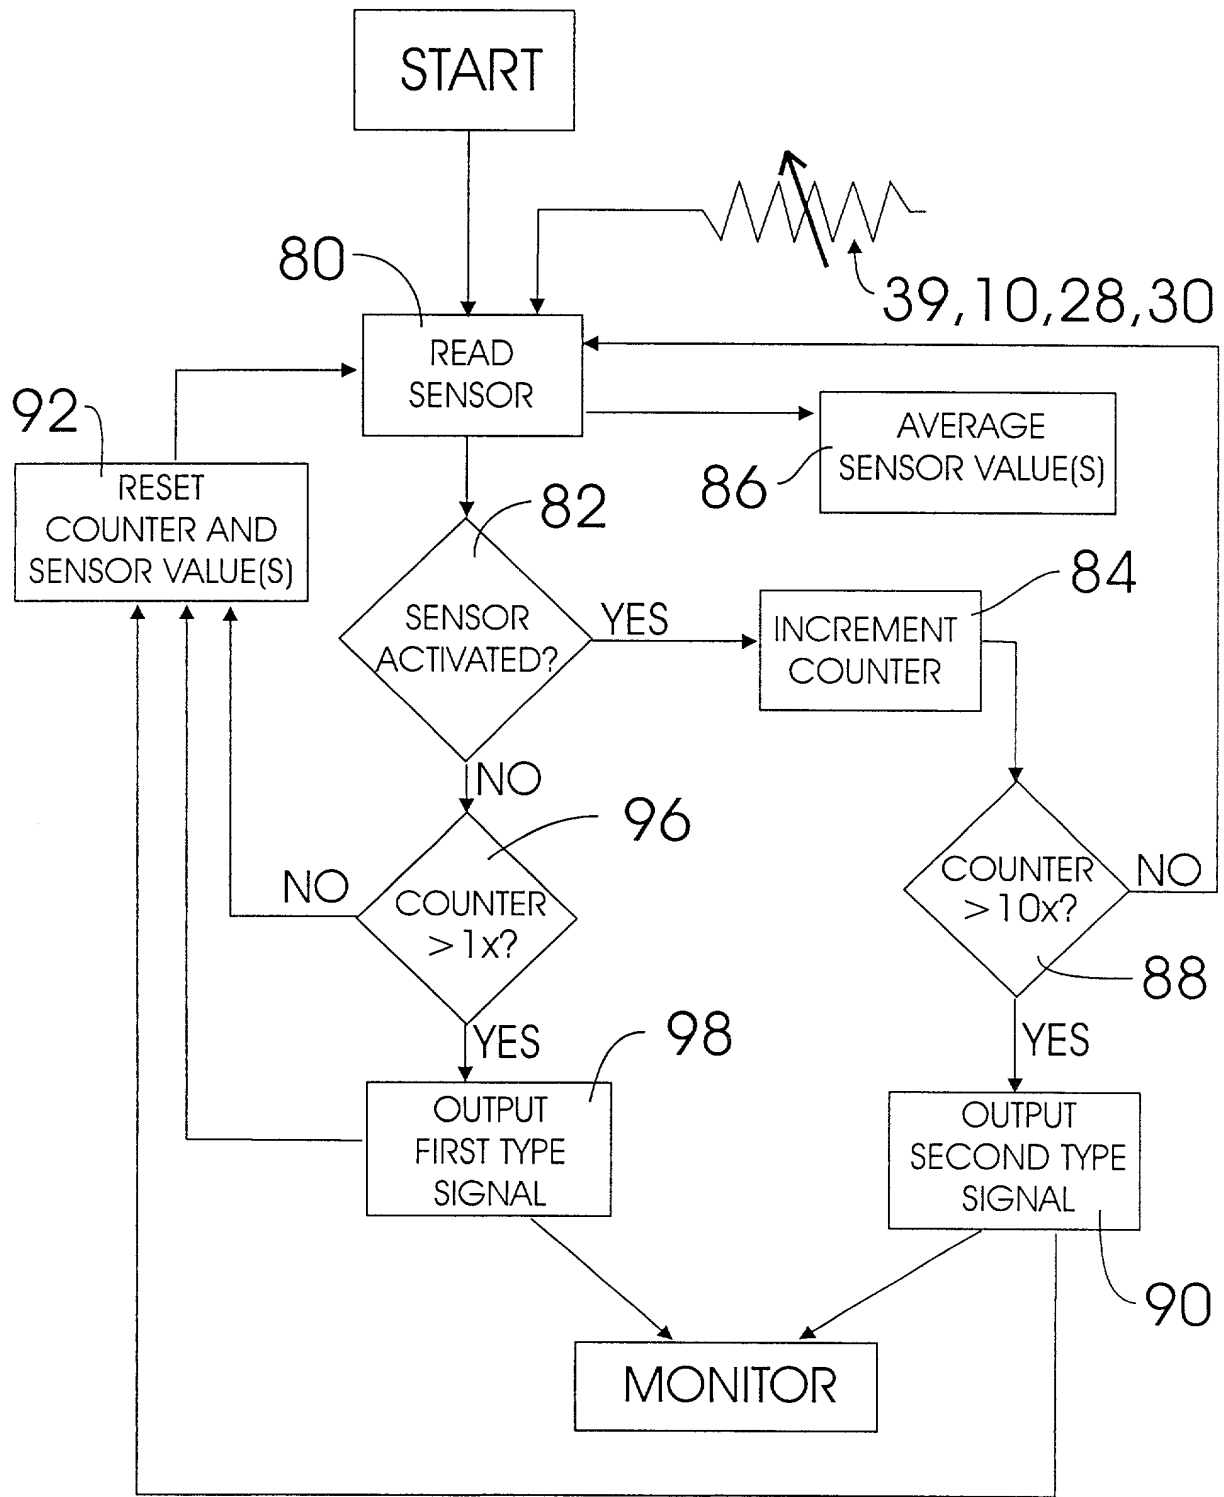 START
80
39,10,28,30
READ
SENSOR
92
AVERAGE
SENSOR VALUE(S)
86
RESET
COUNTER AND
SENSOR VALUE(S)
82
84
SENSOR
ACTIVATED?
YES
INCREMENT
COUNTER
NO
96
COUNTER
>1x?
NO
COUNTER
>10x?
NO
88
YES
98
YES
OUTPUT
FIRST TYPE
SIGNAL
OUTPUT
SECOND TYPE
SIGNAL
90
MONITOR